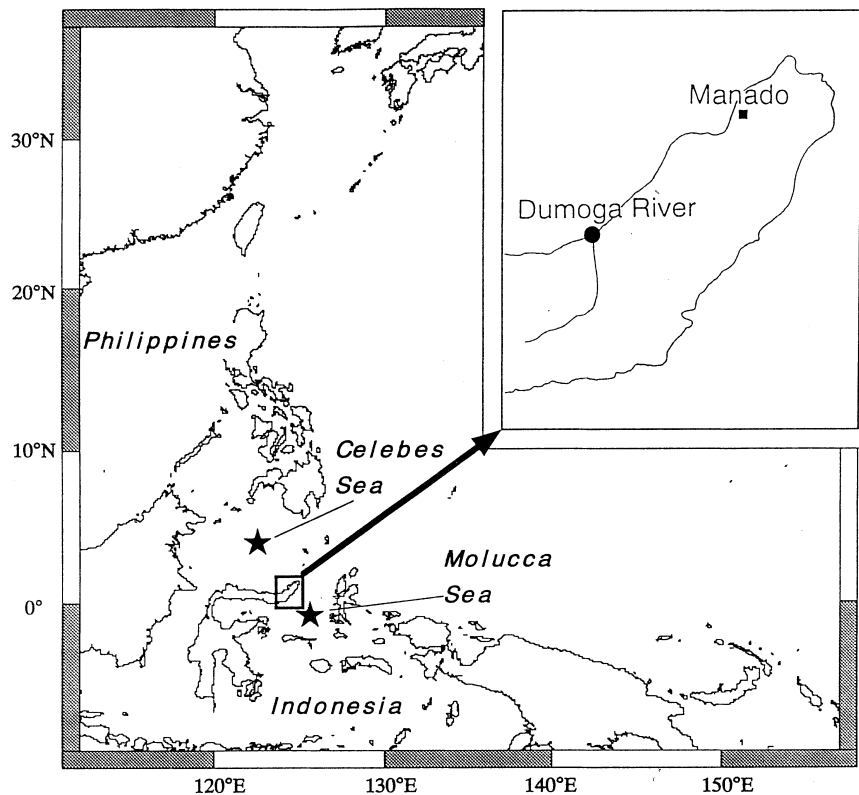 Manado
30°N
Dumoga River
20°N
Philippines
10°N
Celebes
Sea
Molucca
Sea
0°
Indonesia
120°E
130°E
140°E
150°E